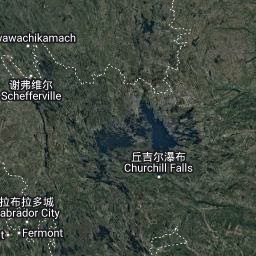 wawachikamach
谢弗维尔
Schefferville
丘吉尔瀑布
Churchill Falls
拉布拉多城
abrador City
Fermont